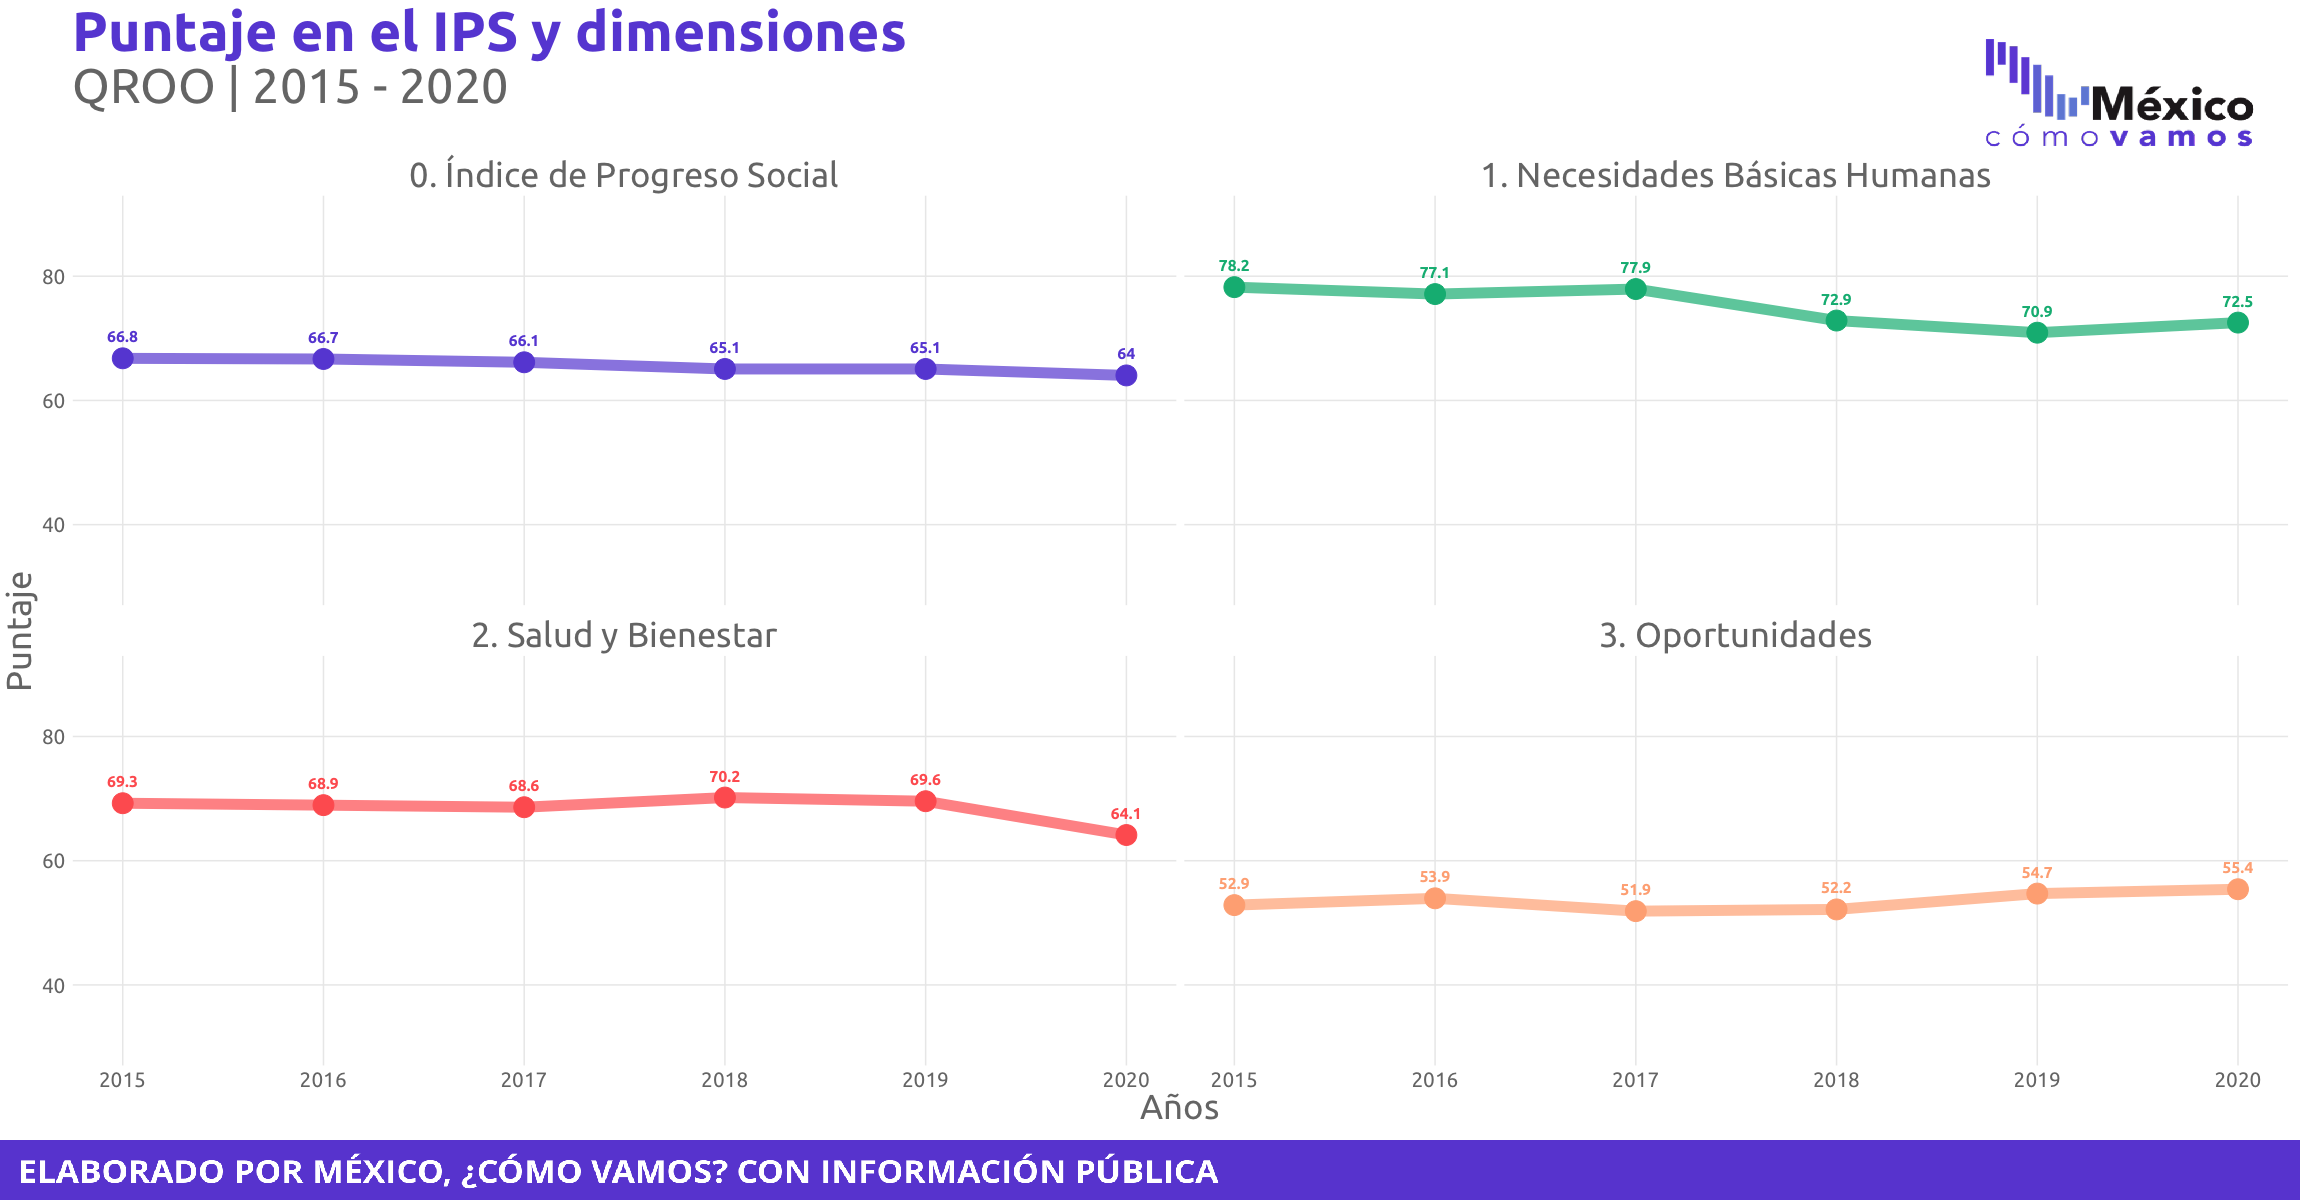 Puntaje en el IPS y dimensiones
QROO | 2015 - 2020
México
cómovamos
0. Índice de Progreso Social
1. Necesidades Básicas Humanas
80
60
40
66.8
66.7
66.1
65.1
65.1
64
78.2
77.1
77.9
72.9
70.9
72.5
Puntaje
2. Salud y Bienestar
3. Oportunidades
80
60
40
69.3
68.9
68.6
70.2
69.6
64.1
52.9
53.9
51.9
52.2
54.7
55.4
2015 2016 2017 2018 2019 2020 2015 2016 2017 2018 2019 2020
Años
ELABORADO POR MÉXICO, ¿CÓMO VAMOS? CON INFORMACIÓN PÚBLICA